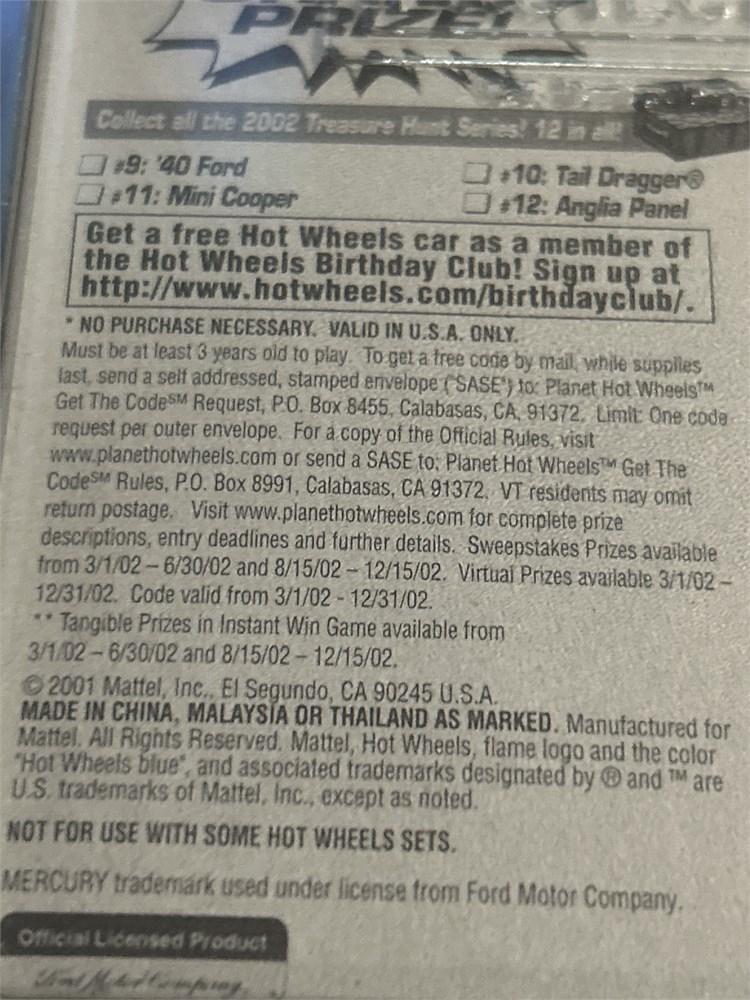 PRIZE!
Collect all the 2002 Treasure Hunt Series! 12 in all!
#9: '40 Ford
#10: Tail Dragger®
#11: Mini Cooper
#12: Anglia Panel
Get a free Hot Wheels car as a member of
the Hot Wheels Birthday Club! Sign up at
http://www.hotwheels.com/birthdayclub/.
* NO PURCHASE NECESSARY. VALID IN U.S.A. ONLY.
Must be at least 3 years old to play. To get a free code by mail, while supplies
last, send a self addressed, stamped envelope ("SASE") to: Planet Hot Wheels™
Get The Code℠ Request, P.O. Box 8455, Calabasas, CA, 91372. Limit: One code
request per outer envelope. For a copy of the Official Rules, visit
www.planethotwheels.com or send a SASE to: Planet Hot Wheels™ Get The
Code℠ Rules, P.O. Box 8991, Calabasas, CA 91372. VT residents may omit
return postage. Visit www.planethotwheels.com for complete prize
descriptions, entry deadlines and further details. Sweepstakes Prizes available
from 3/1/02 – 6/30/02 and 8/15/02 – 12/15/02. Virtual Prizes available 3/1/02 –
12/31/02. Code valid from 3/1/02 - 12/31/02.
** Tangible Prizes in Instant Win Game available from
3/1/02 – 6/30/02 and 8/15/02 – 12/15/02.
© 2001 Mattel, Inc., El Segundo, CA 90245 U.S.A.
MADE IN CHINA, MALAYSIA OR THAILAND AS MARKED. Manufactured for
Mattel. All Rights Reserved. Mattel, Hot Wheels, flame logo and the color
"Hot Wheels blue", and associated trademarks designated by ® and ™ are
U.S. trademarks of Mattel, Inc., except as noted.
NOT FOR USE WITH SOME HOT WHEELS SETS.
MERCURY trademark used under license from Ford Motor Company.
Official Licensed Product
Ford Motor Company